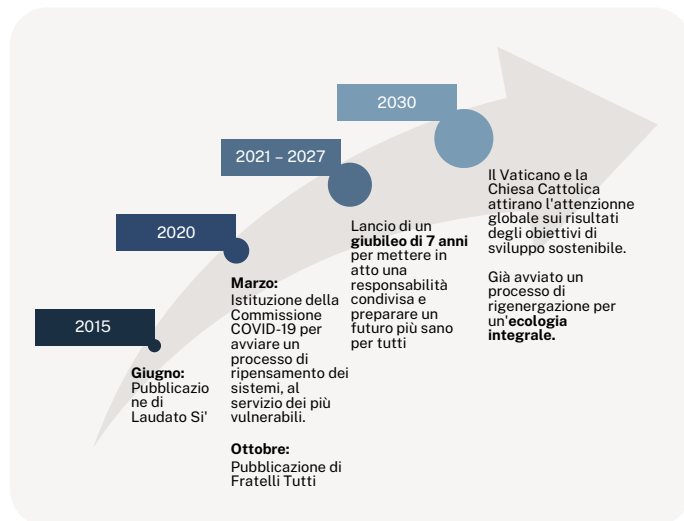 2015
Giugno:
Pubblicazio
ne di
Laudato Si'
2020
Marzo:
Istituzione della
Commissione
COVID-19 per
avviare un
processo di
ripensamento dei
sistemi, al
servizio dei più
vulnerabili.
Ottobre:
Pubblicazione di
Fratelli Tutti
2021 – 2027
Lancio di un
giubileo di 7 anni
per mettere in
atto una
responsabilità
condivisa e
preparare un
futuro più sano
per tutti
2030
Il Vaticano e la
Chiesa Cattolica
attirano l'attenzionne
globale sui risultati
degli obiettivi di
sviluppo sostenibile.
Già avviato un
processo di
rigenergazione per
un'ecologia
integrale.